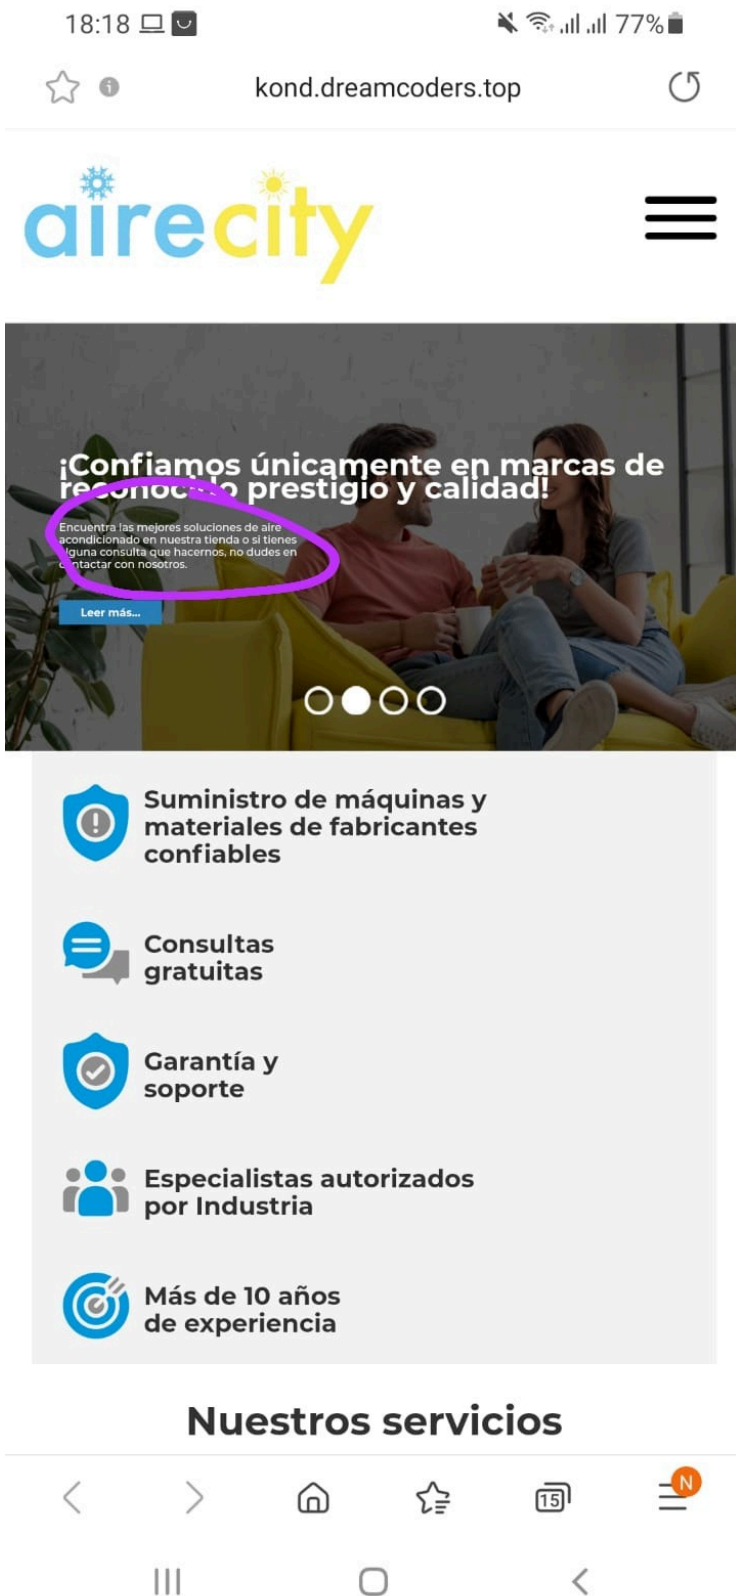 18:18
77%
kond.dreamcoders.top
airecity
¡Confiamos únicamente en marcas de
reconocido prestigio y calidad!
Encuentra las mejores soluciones de aire
acondicionado en nuestra tienda o si tienes
alguna consulta que hacernos, no dudes en
contactar con nosotros.
Leer más...
Suministro de máquinas y
materiales de fabricantes
confiables
Consultas
gratuitas
Garantía y
soporte
Especialistas autorizados
por Industria
Más de 10 años
de experiencia
Nuestros servicios
15
N